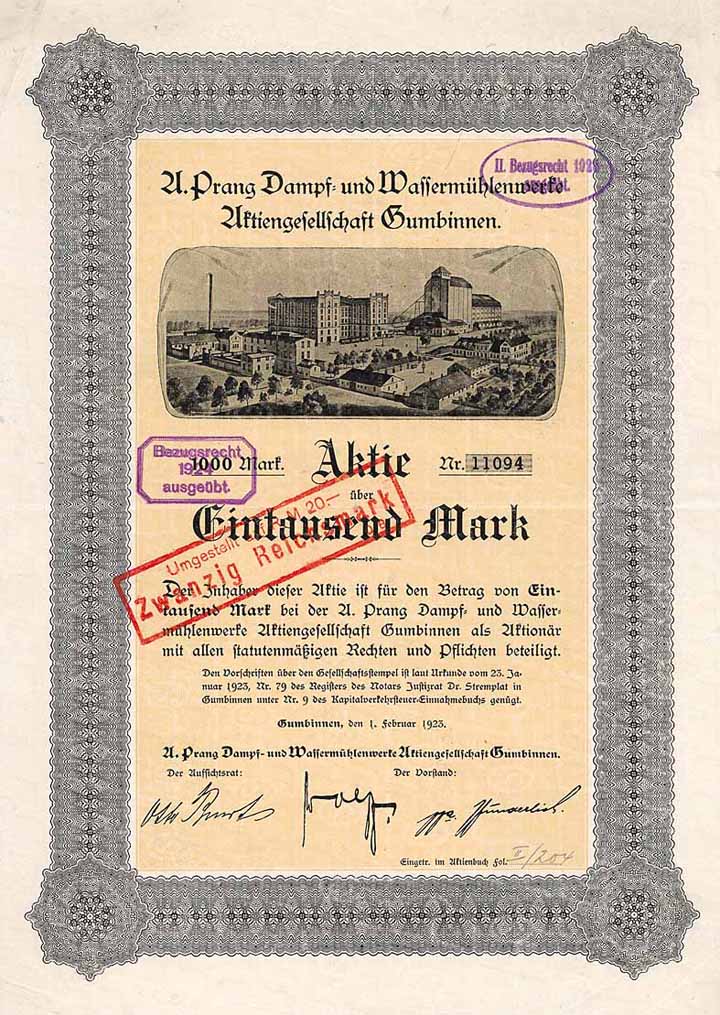 II. Bezugsrecht 1928
ausgeübt.
A. Prang Dampf- und Wassermühlenwerke
Aktiengesellschaft Gumbinnen.
Bezugsrecht
1924
ausgeübt.
1000 Mark. Aktie Nr. 11094
über
Eintausend Mark
Umgestellt R.M 20.—
Zwanzig Reichsmark
Der Inhaber dieser Aktie ist für den Betrag von Ein-
tausend Mark bei der A. Prang Dampf- und Wasser-
mühlenwerke Aktiengesellschaft Gumbinnen als Aktionär
mit allen statutenmäßigen Rechten und Pflichten beteiligt.
Den Vorschriften über den Gesellschaftsstempel ist laut Urkunde vom 23. Ja-
nuar 1923, Nr. 79 des Registers des Notars Justizrat Dr. Stremplat in
Gumbinnen unter Nr. 9 des Kapitalverkehrsteuer-Einnahmebuchs genügt.
Gumbinnen, den 1. Februar 1923.
A. Prang Dampf- und Wassermühlenwerke Aktiengesellschaft Gumbinnen.
Der Aufsichtsrat: Der Vorstand:
Eingetr. im Aktienbuch Fol. II/204